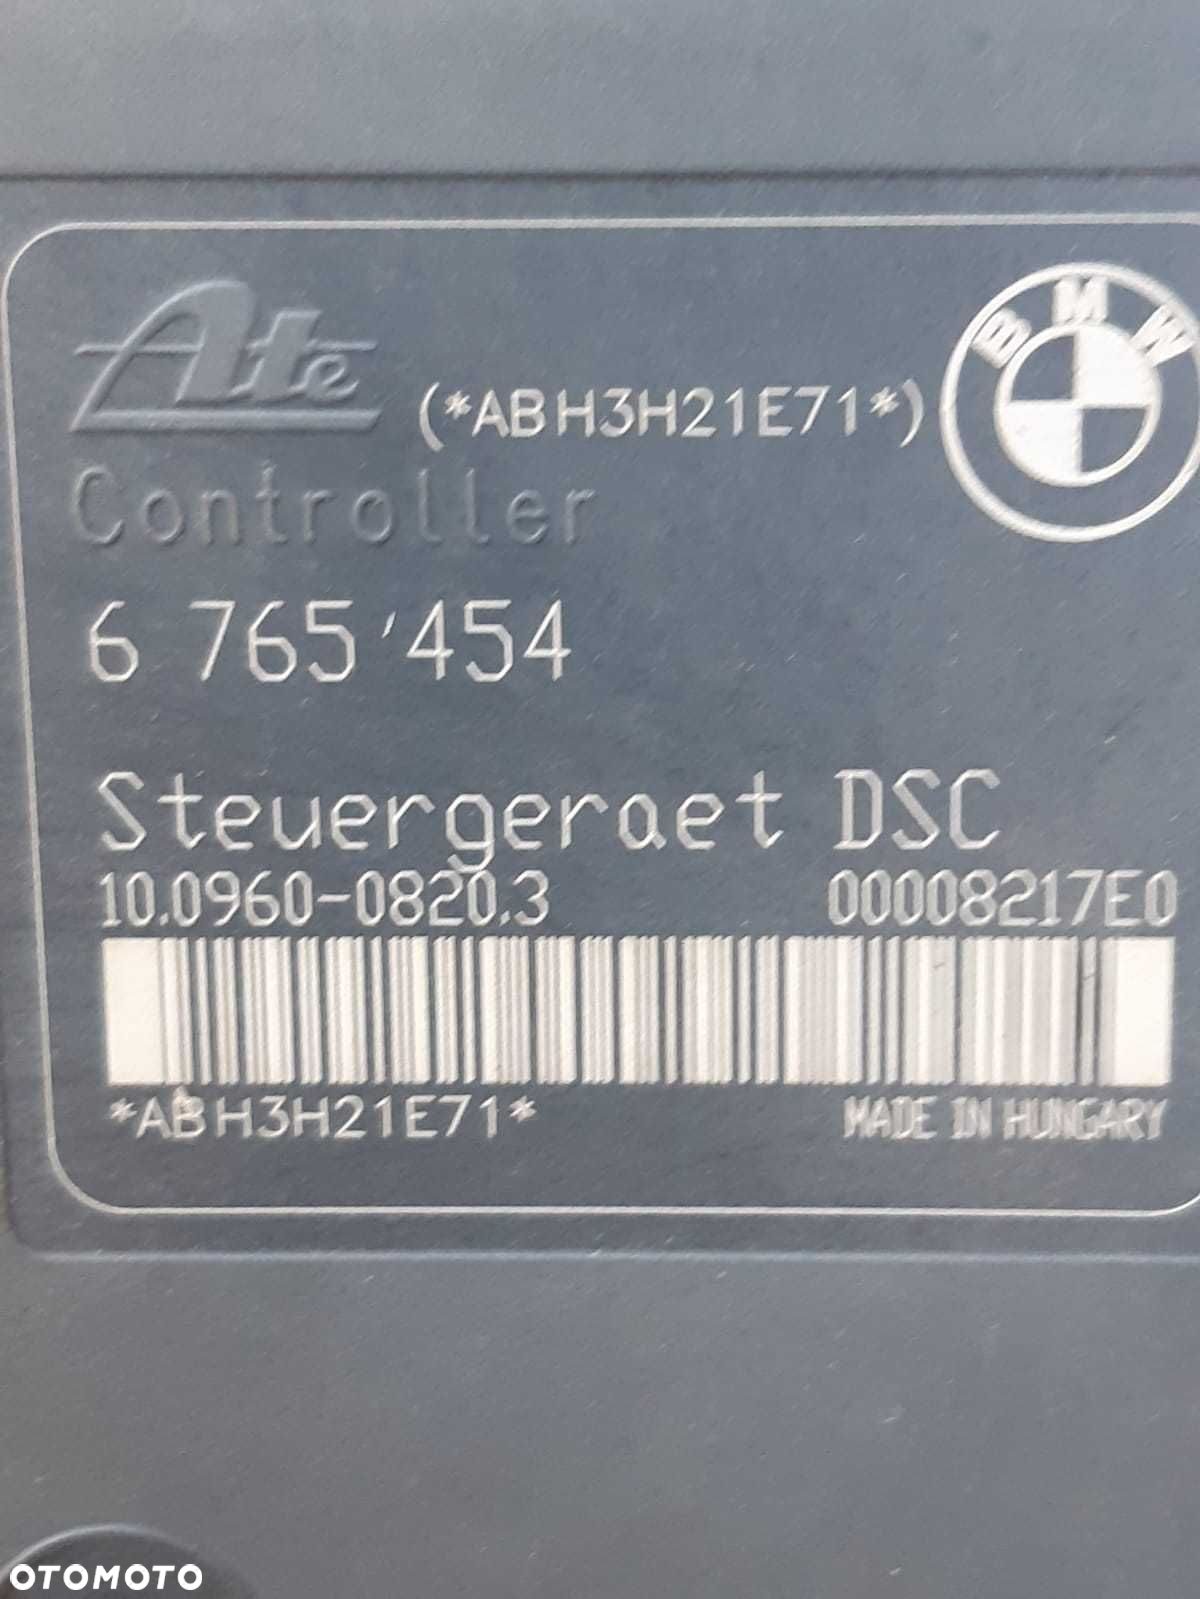 Ate
(*ABH3H21E71*)
BMW
Controller
6 765 454
Steuergeraet DSC
10.0960-0820.3 00008217E0
*ABH3H21E71* MADE IN HUNGARY
OTOMOTO